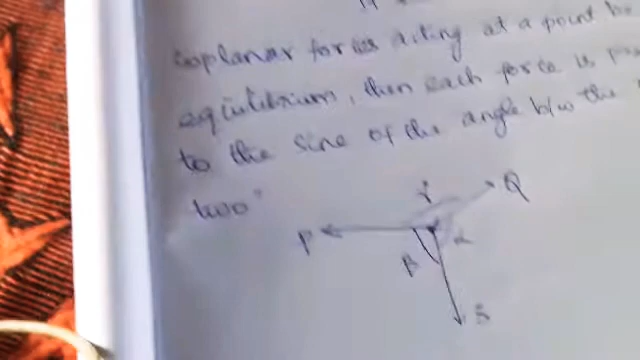 coplanar forces acting at a point be
equilibrium, then each force is
to the sine of the angle b/w the
two"
γ
Q
P
α
β
S